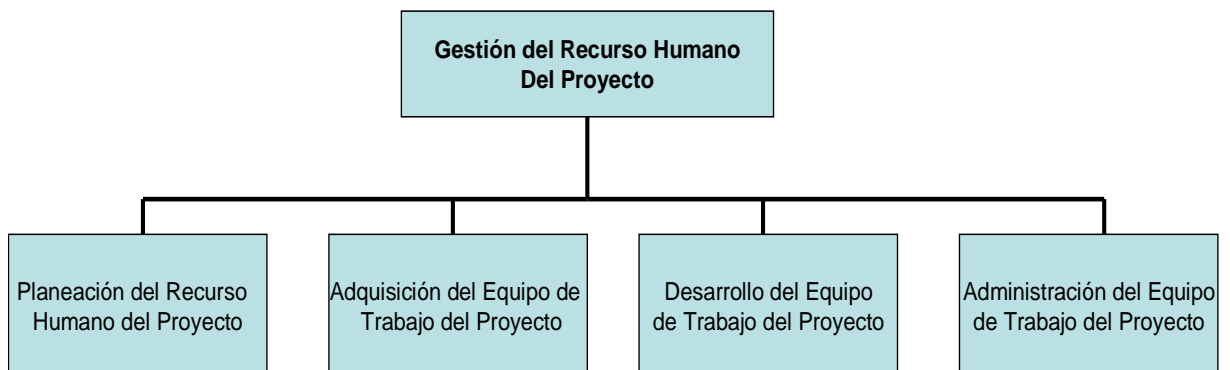 Gestión del Recurso Humano
Del Proyecto
Planeación del Recurso
Humano del Proyecto
Adquisición del Equipo de
Trabajo del Proyecto
Desarrollo del Equipo
de Trabajo del Proyecto
Administración del Equipo
de Trabajo del Proyecto